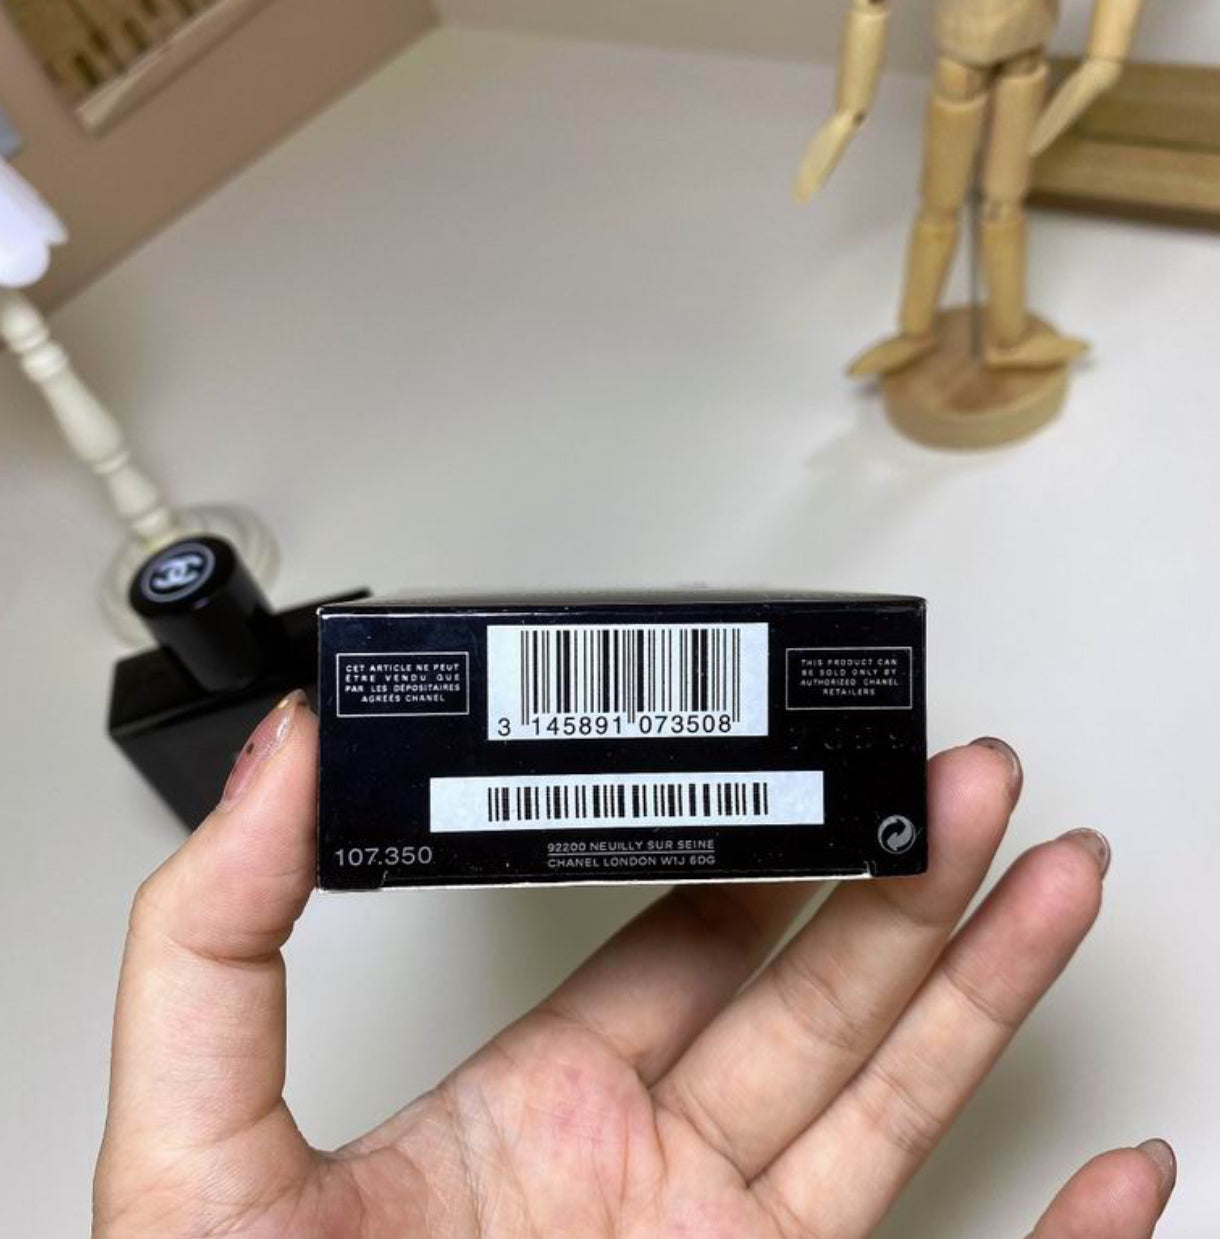 CET ARTICLE NE PEUT
ÊTRE VENDU QUE
PAR LES DÉPOSITAIRES
AGRÉÉS CHANEL
3 145891 073508
THIS PRODUCT CAN
BE SOLD ONLY BY
AUTHORIZED CHANEL
RETAILERS
107.350
92200 NEUILLY SUR SEINE
CHANEL LONDON W1J 6DG